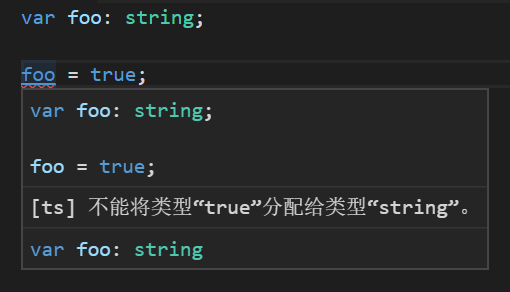 var foo: string;
foo = true;
var foo: string;
foo = true;
[ts] 不能将类型“true”分配给类型“string”。
var foo: string